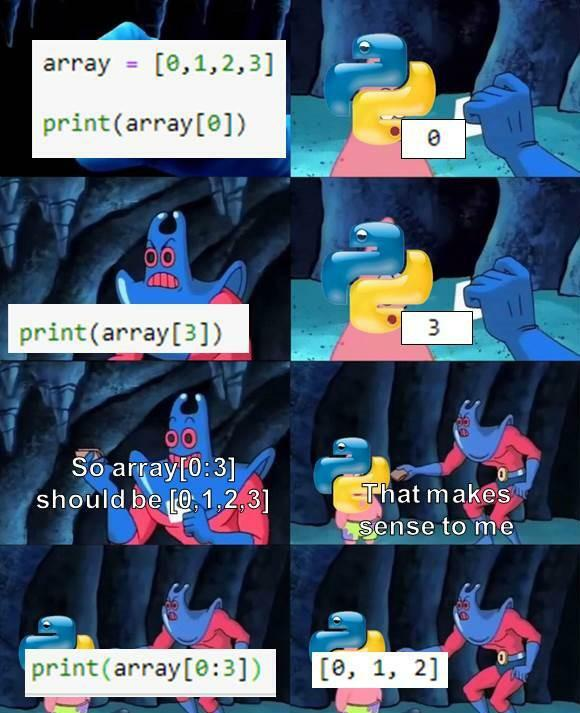 array = [0,1,2,3]
print(array[0])
0
print(array[3])
3
So array[0:3]
should be [0,1,2,3]
That makes
sense to me
print(array[0:3])
[0, 1, 2]